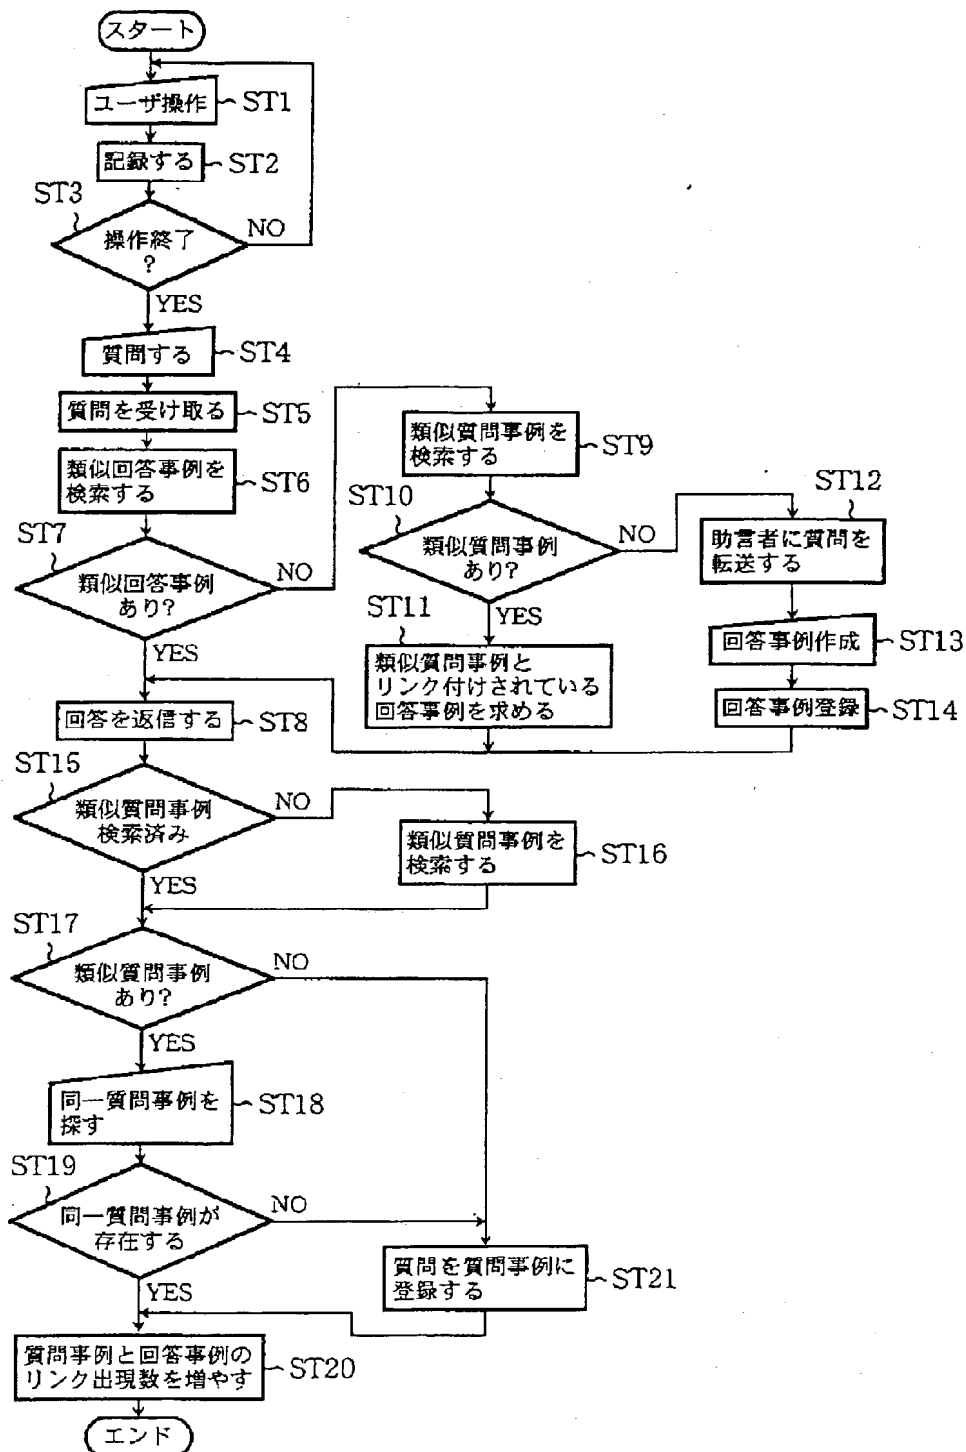 スタート
ユーザ操作
ST1
記録する
ST2
ST3
操作終了
?
NO
YES
質問する
ST4
質問を受け取る
ST5
類似回答事例を
検索する
ST6
ST7
類似回答事例
あり?
NO
YES
回答を返信する
ST8
類似質問事例を
検索する
ST9
ST10
類似質問事例
あり?
NO
YES
ST11
類似質問事例と
リンク付けされている
回答事例を求める
ST12
助言者に質問を
転送する
回答事例作成
ST13
回答事例登録
ST14
ST15
類似質問事例
検索済み
NO
YES
類似質問事例を
検索する
ST16
ST17
類似質問事例
あり?
NO
YES
同一質問事例を
探す
ST18
ST19
同一質問事例が
存在する
NO
YES
質問を質問事例に
登録する
ST21
質問事例と回答事例の
リンク出現数を増やす
ST20
エンド